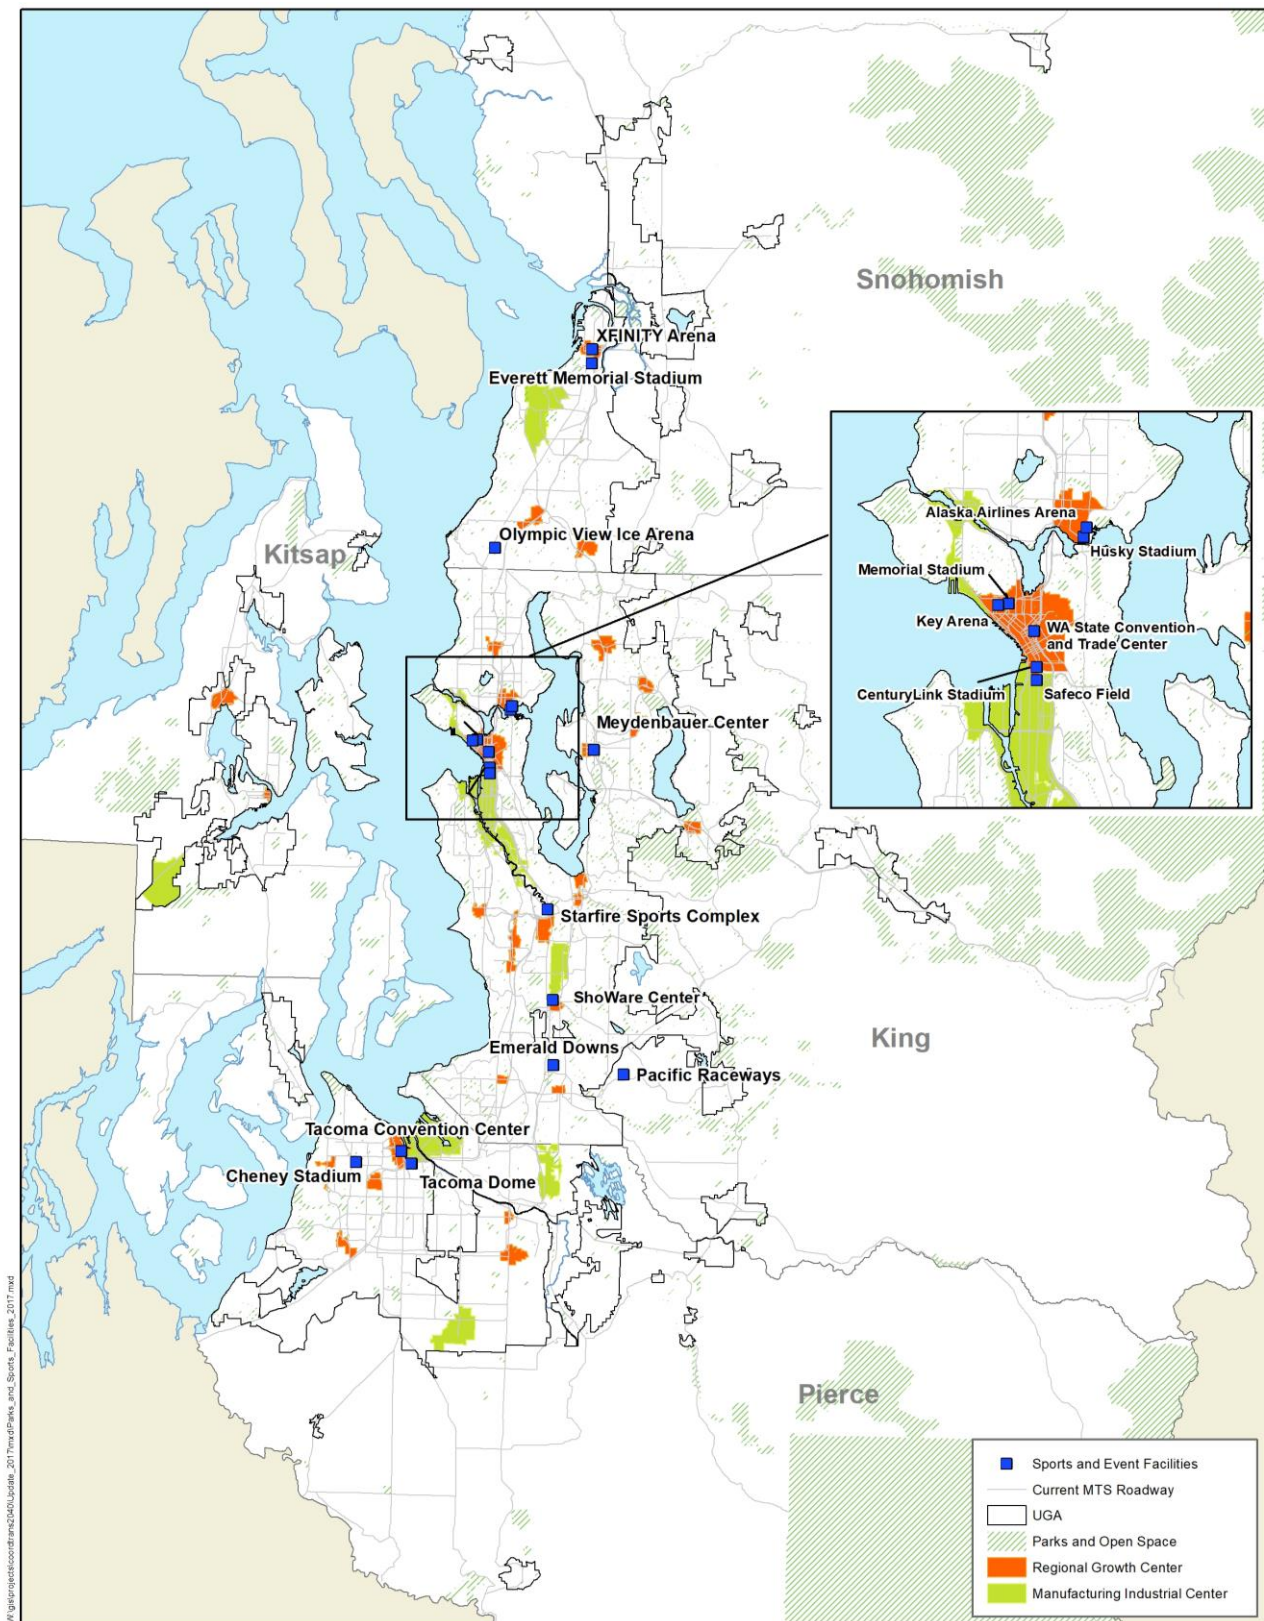 Snohomish
XFINITY Arena
Everett Memorial Stadium
Kitsap
Olympic View Ice Arena
Alaska Airlines Arena
Husky Stadium
Memorial Stadium
Key Arena
WA State Convention
and Trade Center
CenturyLink Stadium
Safeco Field
Meydenbauer Center
Starfire Sports Complex
ShoWare Center
King
Emerald Downs
Pacific Raceways
Tacoma Convention Center
Cheney Stadium
Tacoma Dome
Pierce
Sports and Event Facilities
Current MTS Roadway
UGA
Parks and Open Space
Regional Growth Center
Manufacturing Industrial Center